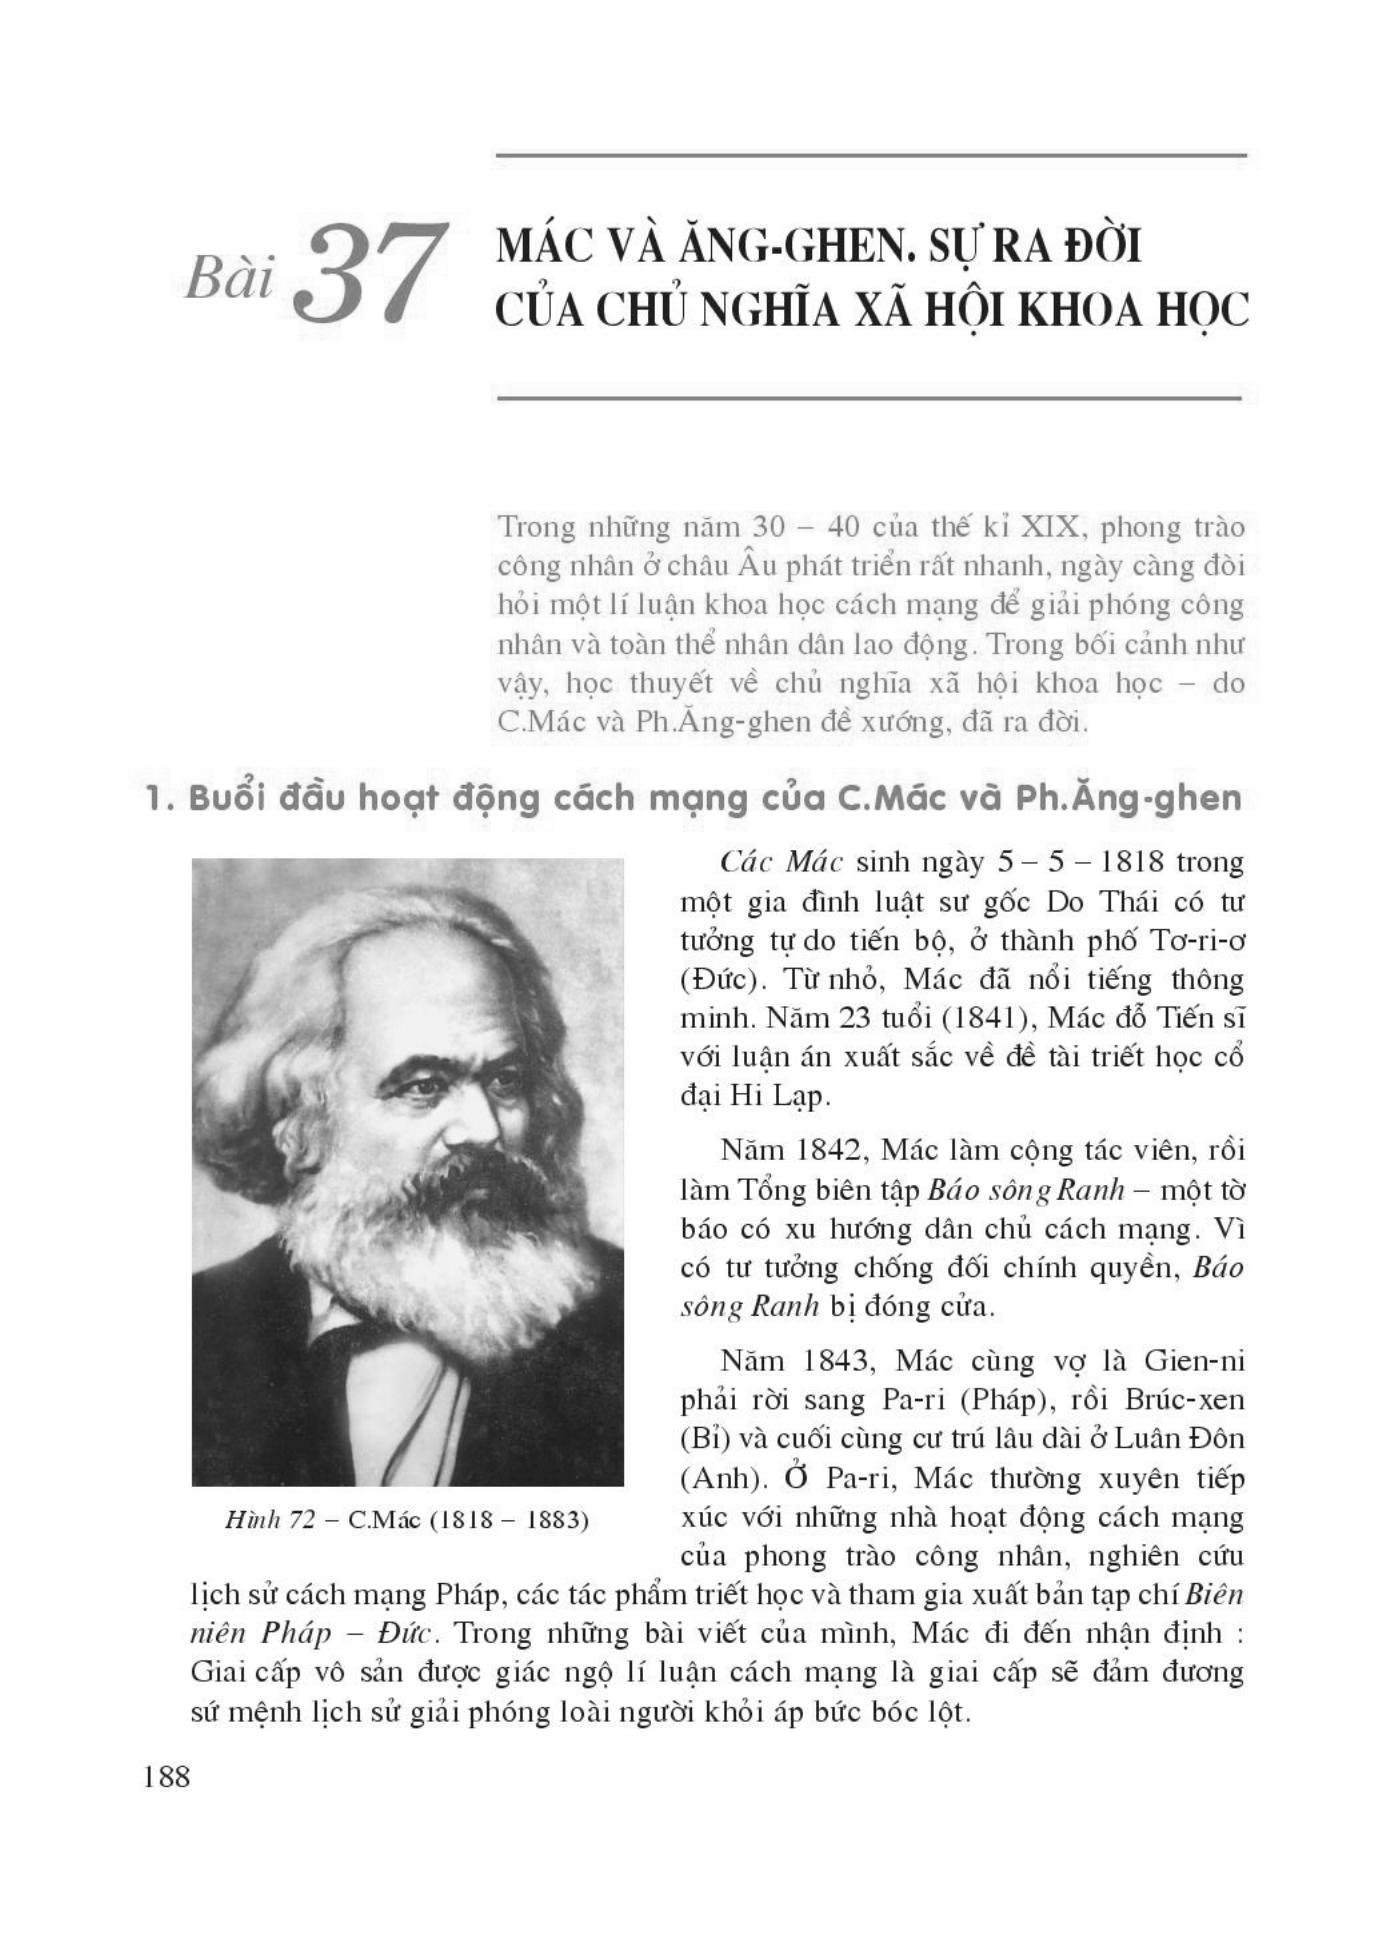 Bài 37
MÁC VÀ ĂNG-GHEN. SỰ RA ĐỜI
CỦA CHỦ NGHĨA XÃ HỘI KHOA HỌC
Trong những năm 30 – 40 của thế kỉ XIX, phong trào
công nhân ở châu Âu phát triển rất nhanh, ngày càng đòi
hỏi một lí luận khoa học cách mạng để giải phóng công
nhân và toàn thể nhân dân lao động. Trong bối cảnh như
vậy, học thuyết về chủ nghĩa xã hội khoa học – do
C.Mác và Ph.Ăng-ghen đề xướng, đã ra đời.
1. Buổi đầu hoạt động cách mạng của C.Mác và Ph.Ăng-ghen
Các Mác sinh ngày 5 – 5 – 1818 trong
một gia đình luật sư gốc Do Thái có tư
tưởng tự do tiến bộ, ở thành phố Tơ-ri-ơ
(Đức). Từ nhỏ, Mác đã nổi tiếng thông
minh. Năm 23 tuổi (1841), Mác đỗ Tiến sĩ
với luận án xuất sắc về đề tài triết học cổ
đại Hi Lạp.
Năm 1842, Mác làm cộng tác viên, rồi
làm Tổng biên tập Báo sông Ranh – một tờ
báo có xu hướng dân chủ cách mạng. Vì
có tư tưởng chống đối chính quyền, Báo
sông Ranh bị đóng cửa.
Năm 1843, Mác cùng vợ là Gien-ni
phải rời sang Pa-ri (Pháp), rồi Brúc-xen
(Bỉ) và cuối cùng cư trú lâu dài ở Luân Đôn
(Anh). Ở Pa-ri, Mác thường xuyên tiếp
xúc với những nhà hoạt động cách mạng
của phong trào công nhân, nghiên cứu
lịch sử cách mạng Pháp, các tác phẩm triết học và tham gia xuất bản tạp chí Biên
niên Pháp – Đức. Trong những bài viết của mình, Mác đi đến nhận định :
Giai cấp vô sản được giác ngộ lí luận cách mạng là giai cấp sẽ đảm đương
sứ mệnh lịch sử giải phóng loài người khỏi áp bức bóc lột.
Hình 72 – C.Mác (1818 – 1883)
188